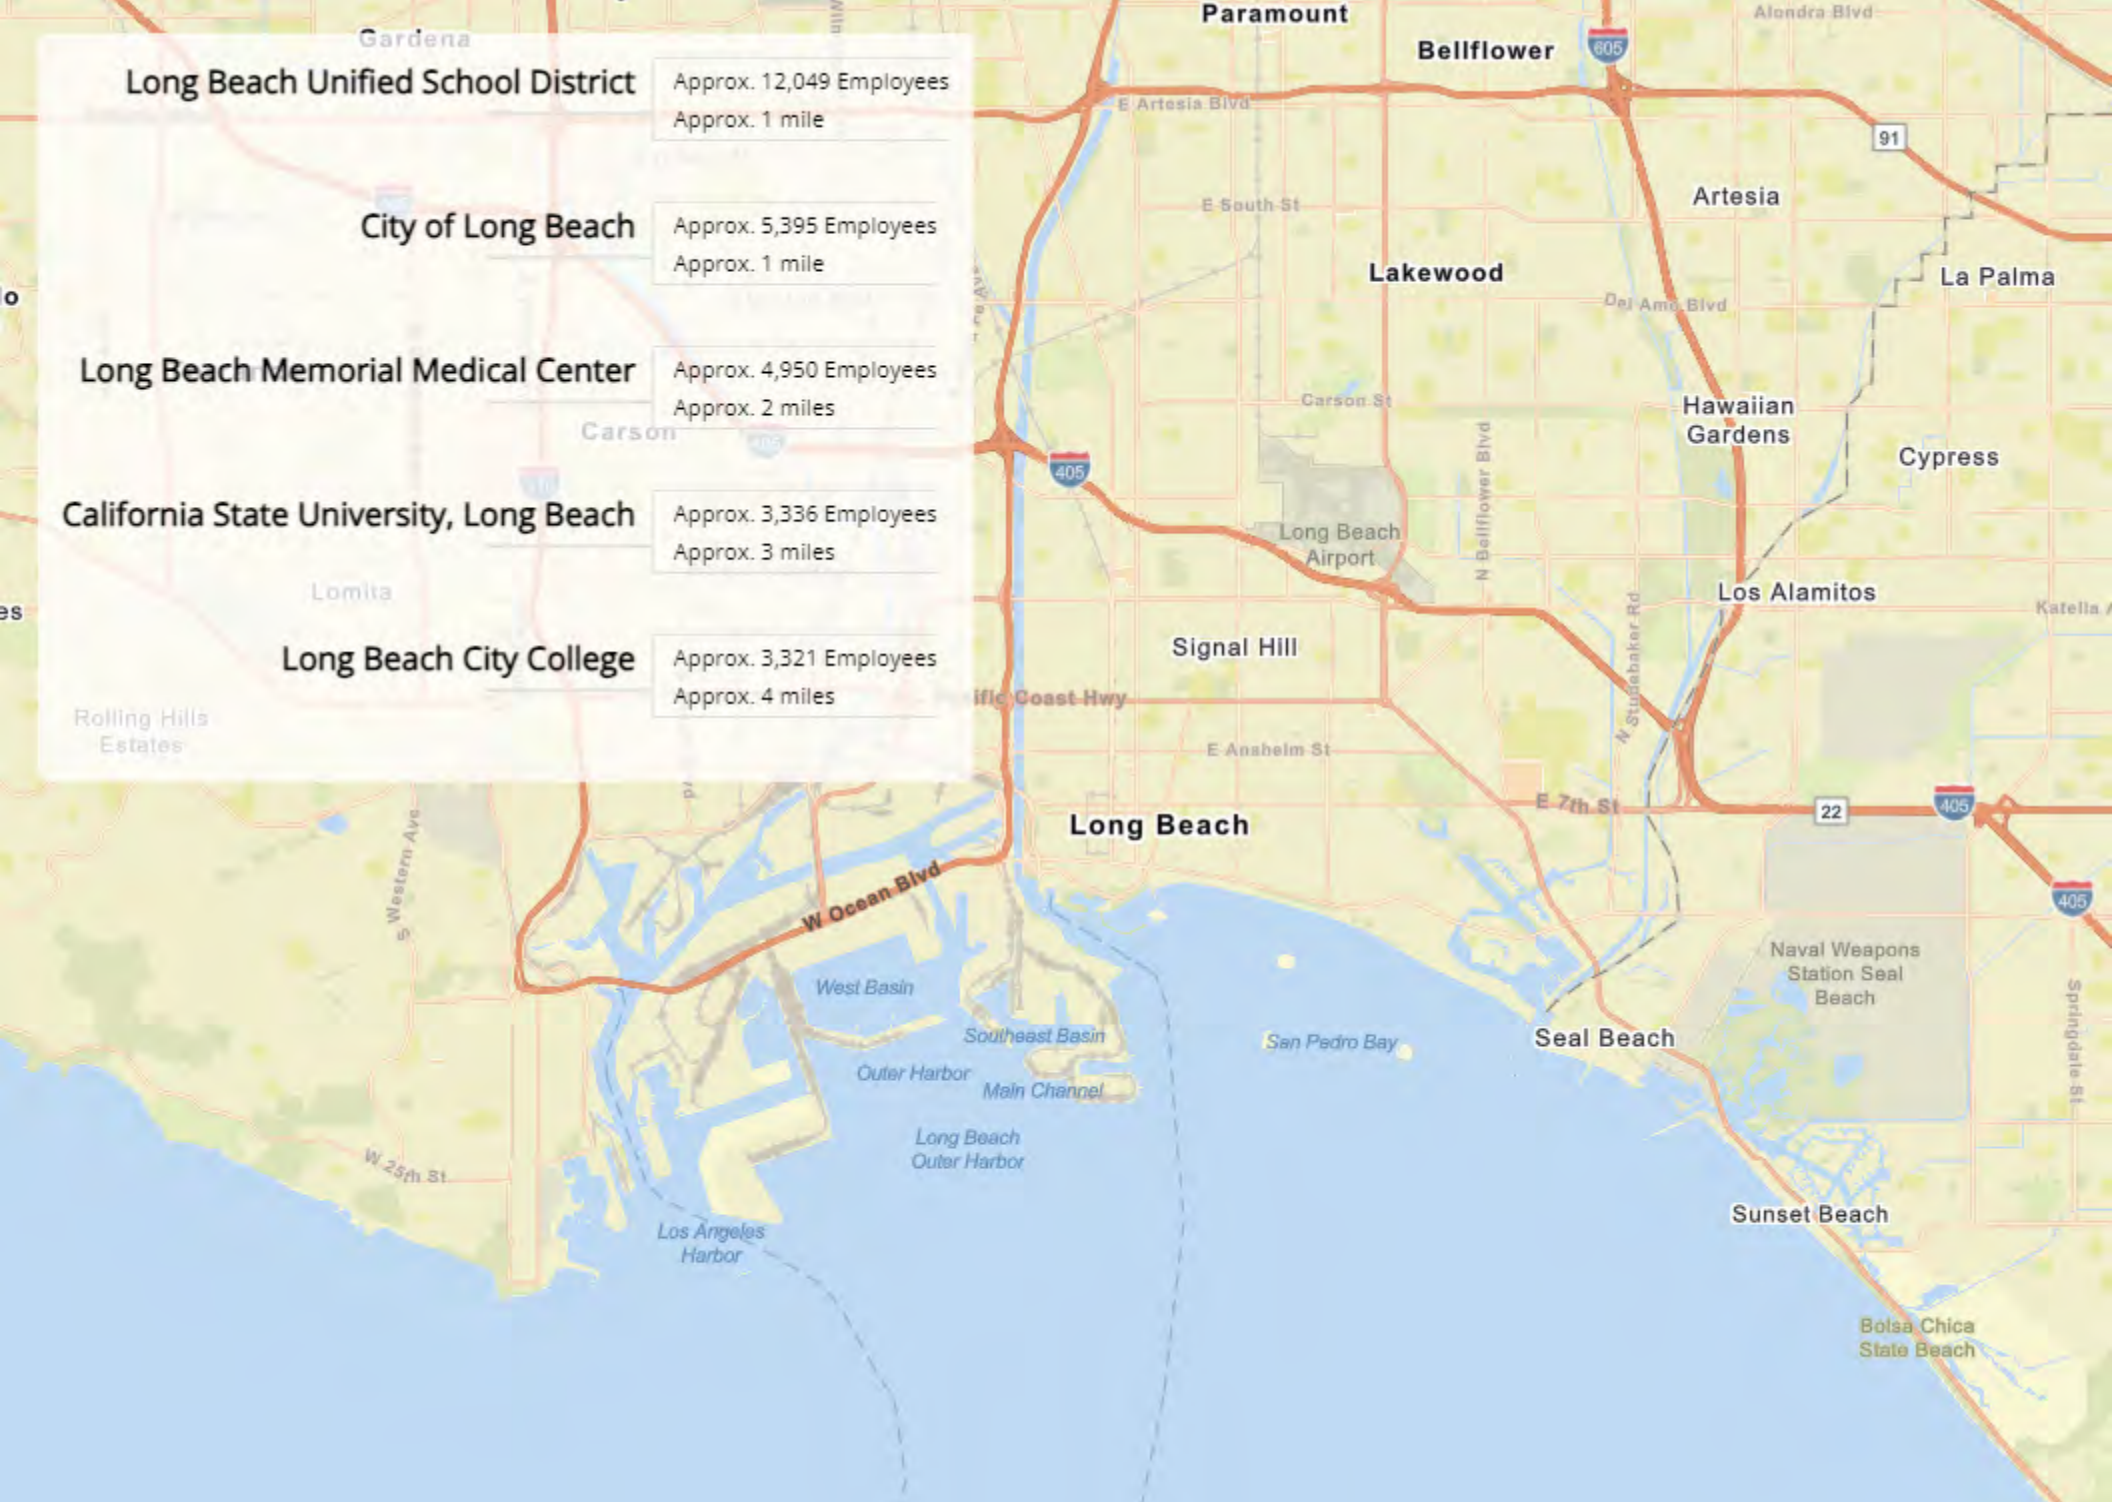 Paramount
Alondra Blvd
Gardena
Bellflower
605
Long Beach Unified School District
Approx. 12,049 Employees
Approx. 1 mile
E Artesia Blvd
91
Artesia
E South St
City of Long Beach
Approx. 5,395 Employees
Approx. 1 mile
Lakewood
La Palma
Del Amo Blvd
lo
Long Beach Memorial Medical Center
Approx. 4,950 Employees
Approx. 2 miles
Carson St
Hawaiian
Gardens
Carson
405
405
Cypress
N Bellflower Blvd
California State University, Long Beach
Approx. 3,336 Employees
Approx. 3 miles
Long Beach
Airport
Lomita
Los Alamitos
Katella A
es
N Studebaker Rd
Signal Hill
Long Beach City College
Approx. 3,321 Employees
Approx. 4 miles
ific Coast Hwy
Rolling Hills
Estates
E Anaheim St
E 7th St
22
405
Long Beach
S Western Ave
W Ocean Blvd
405
Naval Weapons
Station Seal
Beach
West Basin
Southeast Basin
San Pedro Bay
Seal Beach
Springdale St
Outer Harbor
Main Channel
Long Beach
Outer Harbor
W 25th St
Sunset Beach
Los Angeles
Harbor
Bolsa Chica
State Beach